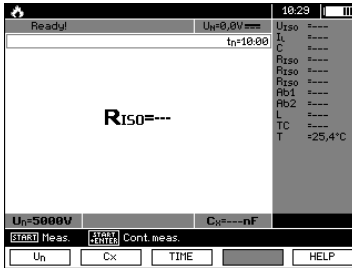 10:29
Ready! UN=0,0V
tn=10:00
RISO=---
UISO =---
IL =---
C =---
RISO =---
RISO =---
RISO =---
Ab1 =---
Ab2 =---
L =---
TC =---
T =25,4°C
Un=5000V CX=---nF
START Meas. START +ENTER Cont.meas.
Un Cx TIME HELP